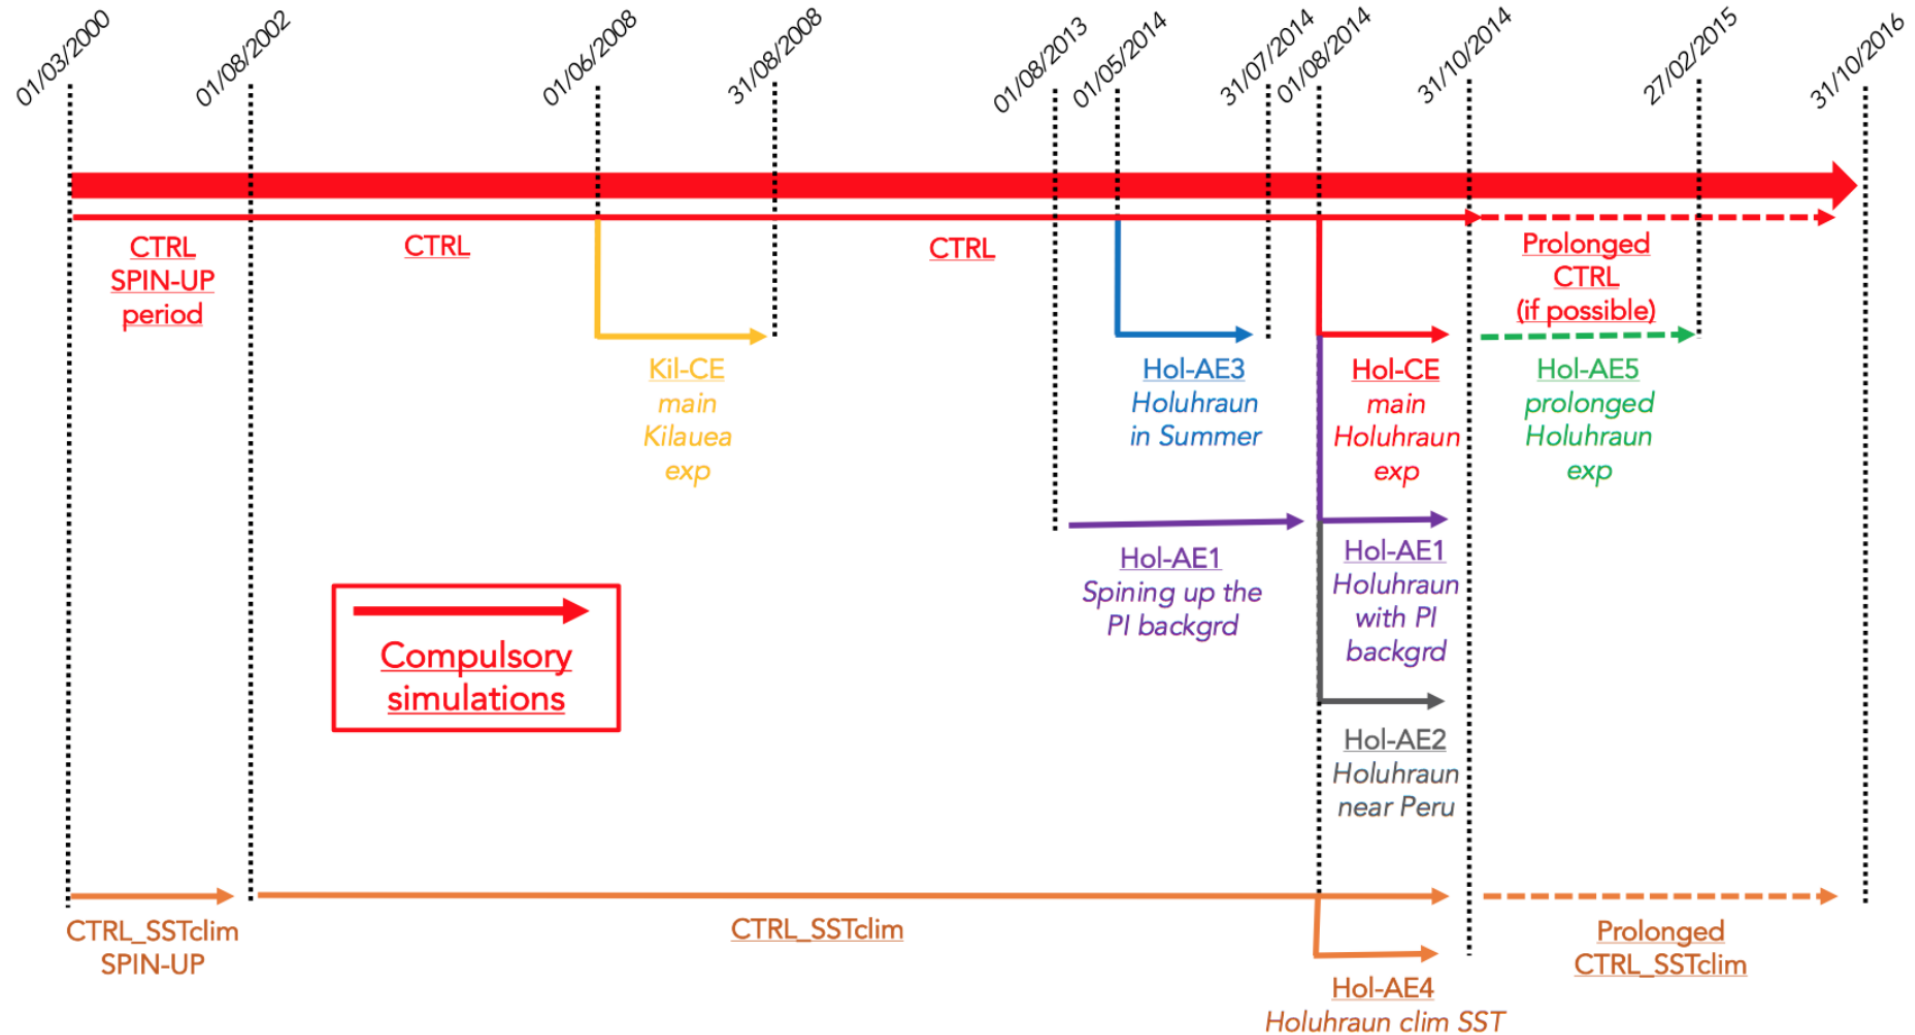 01/03/2000
01/08/2002
01/06/2008
31/08/2008
01/08/2013
01/05/2014
31/07/2014
01/08/2014
31/10/2014
27/02/2015
31/10/2016
CTRL
SPIN-UP
period
CTRL
CTRL
Prolonged
CTRL
(if possible)
Kil-CE
main
Kilauea
exp
Hol-AE3
Holuhraun
in Summer
Hol-CE
main
Holuhraun
exp
Hol-AE5
prolonged
Holuhraun
exp
Hol-AE1
Spining up the
PI backgrd
Hol-AE1
Holuhraun
with PI
backgrd
Compulsory
simulations
Hol-AE2
Holuhraun
near Peru
CTRL_SSTclim
SPIN-UP
CTRL_SSTclim
Prolonged
CTRL_SSTclim
Hol-AE4
Holuhraun clim SST